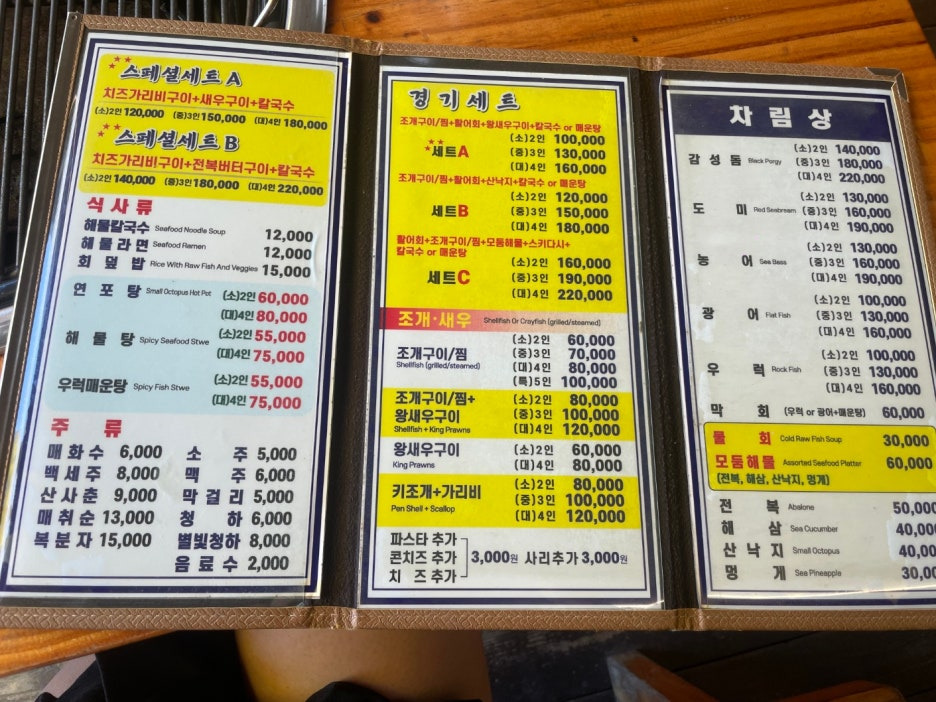 스페셜세트 A
치즈가리비구이+새우구이+칼국수
(소)2인 120,000 (중)3인 150,000 (대)4인 180,000
스페셜세트 B
치즈가리비구이+전복버터구이+칼국수
(소)2인 140,000 (중)3인 180,000 (대)4인 220,000
식사류
해물칼국수 Seafood Noodle Soup 12,000
해물라면 Seafood Ramen 12,000
회덮밥 Rice With Raw Fish And Veggies 15,000
연포탕 Small Octopus Hot Pot (소)2인 60,000
(대)4인 80,000
해물탕 Spicy Seafood Stwe (소)2인 55,000
(대)4인 75,000
우럭매운탕 Spicy Fish Stwe (소)2인 55,000
(대)4인 75,000
주류
매화수 6,000 소주 5,000
백세주 8,000 맥주 6,000
산사춘 9,000 막걸리 5,000
매취순 13,000 청하 6,000
복분자 15,000 별빛청하 8,000
음료수 2,000
경기세트
조개구이/찜+활어회+왕새우구이+칼국수 or 매운탕
(소)2인 100,000
세트A (중)3인 130,000
(대)4인 160,000
조개구이/찜+활어회+산낙지+칼국수 or 매운탕
(소)2인 120,000
세트B (중)3인 150,000
(대)4인 180,000
활어회+조개구이/찜+모둠해물+스키다시+
칼국수 or 매운탕
(소)2인 160,000
세트C (중)3인 190,000
(대)4인 220,000
조개·새우 Shellfish Or Crayfish (grilled/steamed)
(소)2인 60,000
조개구이/찜 (중)3인 70,000
Shellfish (grilled/steamed) (대)4인 80,000
(특)5인 100,000
조개구이/찜+ (소)2인 80,000
왕새우구이 (중)3인 100,000
Shellfish + King Prawns (대)4인 120,000
왕새우구이 (소)2인 60,000
King Prawns (대)4인 80,000
(소)2인 80,000
키조개+가리비 (중)3인 100,000
Pen Shell + Scallop (대)4인 120,000
파스타 추가
콘치즈 추가 3,000원 사리추가 3,000원
치즈 추가
차림상
(소)2인 140,000
감성돔 Black Porgy (중)3인 180,000
(대)4인 220,000
(소)2인 130,000
도미 Red Seabream (중)3인 160,000
(대)4인 190,000
(소)2인 130,000
농어 Sea Bass (중)3인 160,000
(대)4인 190,000
(소)2인 100,000
광어 Flat Fish (중)3인 130,000
(대)4인 160,000
(소)2인 100,000
우럭 Rock Fish (중)3인 130,000
(대)4인 160,000
막회 (우럭 or 광어+매운탕) 60,000
물회 Cold Raw Fish Soup 30,000
모둠해물 Assorted Seefood Platter 60,000
(전복, 해삼, 산낙지, 멍게)
전복 Abalone 50,000
해삼 Sea Cucumber 40,000
산낙지 Small Octopus 40,00
멍게 Sea Pineapple 30,00